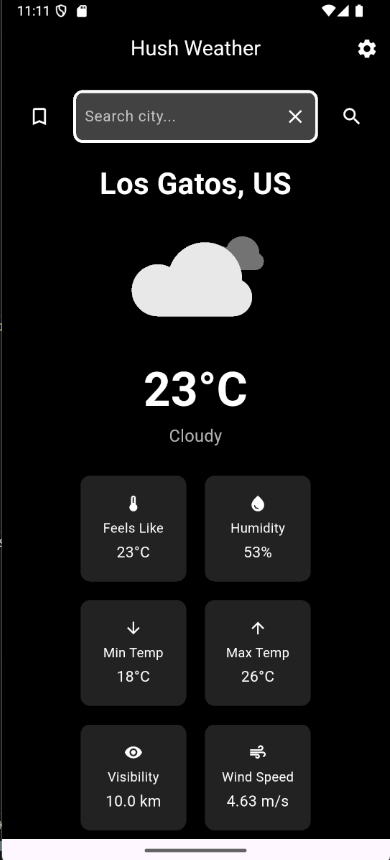 11:11
Hush Weather
Search city...
Los Gatos, US
23°C
Cloudy
Feels Like
23°C
Humidity
53%
Min Temp
18°C
Max Temp
26°C
Visibility
10.0 km
Wind Speed
4.63 m/s